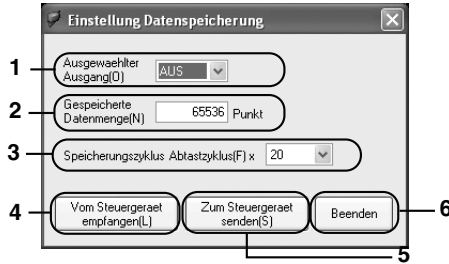 Einstellung Datenspeicherung
1
Ausgewaehlter
Ausgang(O)
AUS
2
Gespeicherte
Datenmenge(N)
65536 Punkt
3
Speicherungszyklus Abtastzyklus(F) x 20
4
Vom Steuergeraet
empfangen(L)
Zum Steuergeraet
senden(S)
Beenden
6
5